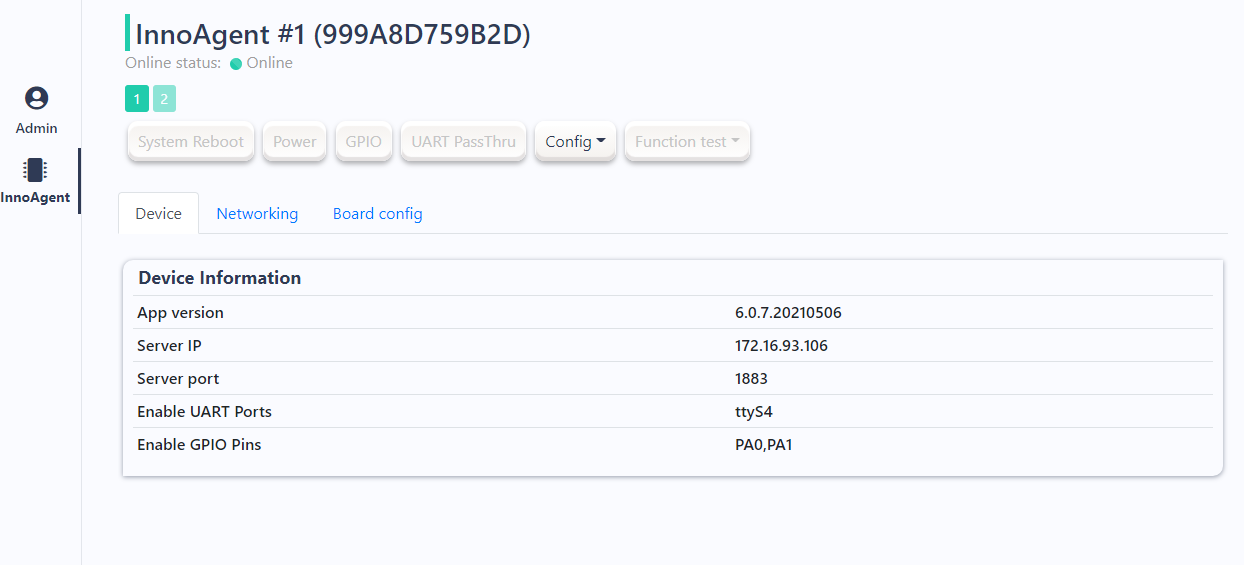 InnoAgent #1 (999A8D759B2D)
Online status: Online
1 2
Admin
System Reboot Power GPIO UART PassThru Config Function test
InnoAgent
Device Networking Board config
Device Information
App version 6.0.7.20210506
Server IP 172.16.93.106
Server port 1883
Enable UART Ports ttyS4
Enable GPIO Pins PA0,PA1